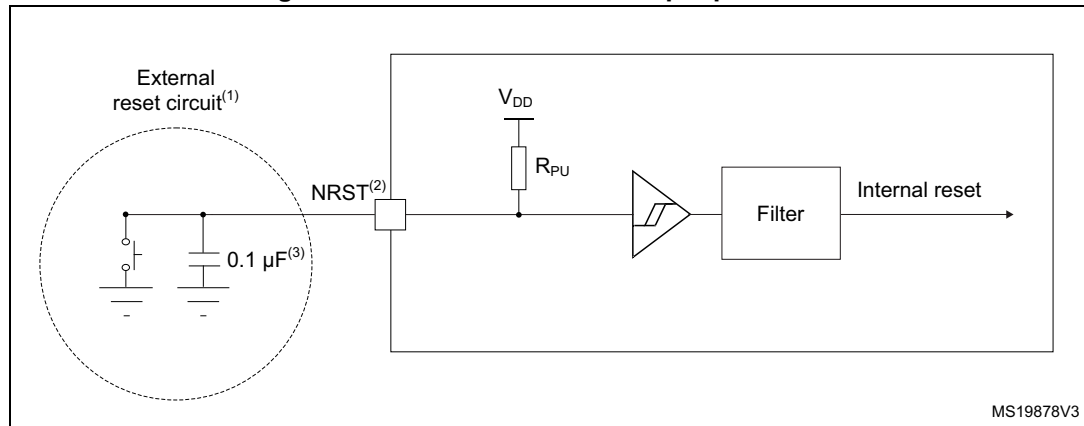 External
reset circuit(1)
VDD
RPU
NRST(2)
Filter
Internal reset
0.1 µF(3)
MS19878V3